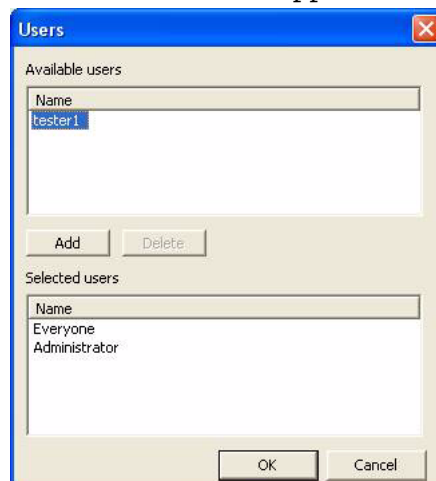 Users
Available users
Name
tester1
Add Delete
Selected users
Name
Everyone
Administrator
OK Cancel